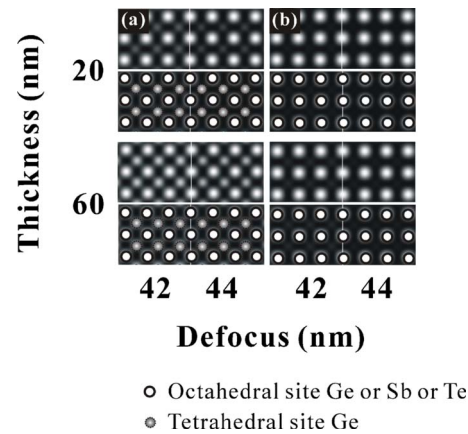 (a) (b)
Thickness (nm)
20
60
42 44 42 44
Defocus (nm)
Octahedral site Ge or Sb or Te
Tetrahedral site Ge